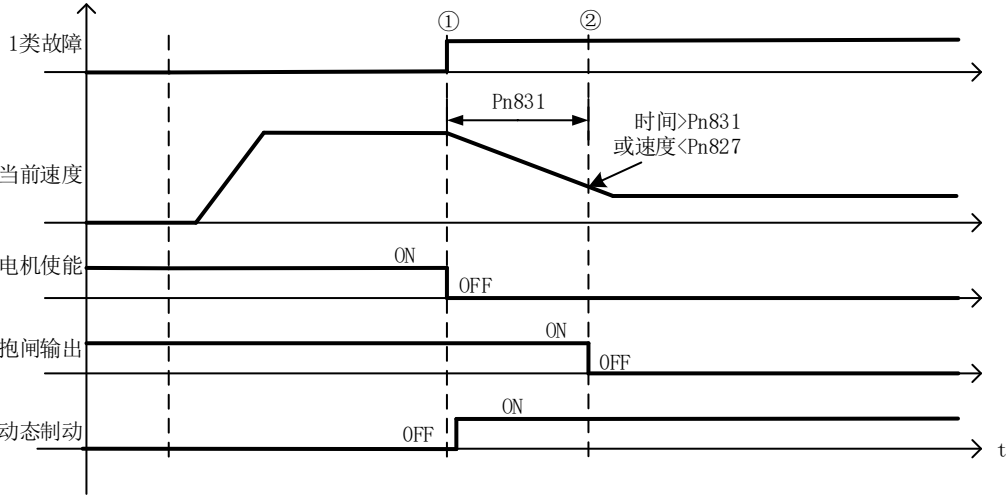 ① ②
1类故障
Pn831
时间>Pn831
或速度<Pn827
当前速度
ON
电机使能
OFF
ON
抱闸输出
OFF
ON
动态制动
OFF
t